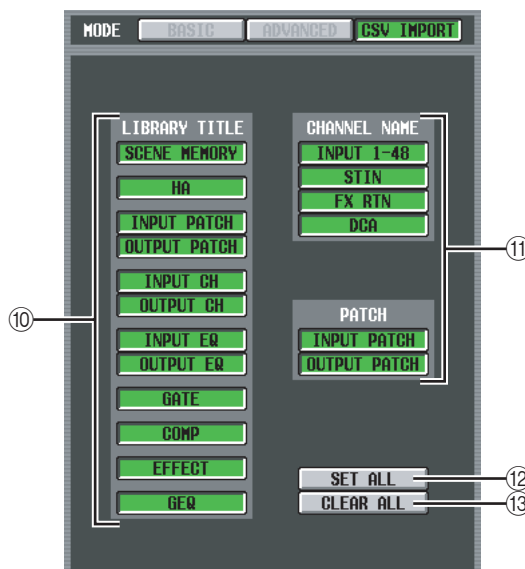 MODE BASIC ADVANCED CSV IMPORT
LIBRARY TITLE
SCENE MEMORY
HA
INPUT PATCH
OUTPUT PATCH
INPUT CH
OUTPUT CH
INPUT EQ
OUTPUT EQ
GATE
COMP
EFFECT
GEQ
⑩
CHANNEL NAME
INPUT 1-48
STIN
FX RTN
DCA
PATCH
INPUT PATCH
OUTPUT PATCH
⑪
SET ALL ⑫
CLEAR ALL ⑬